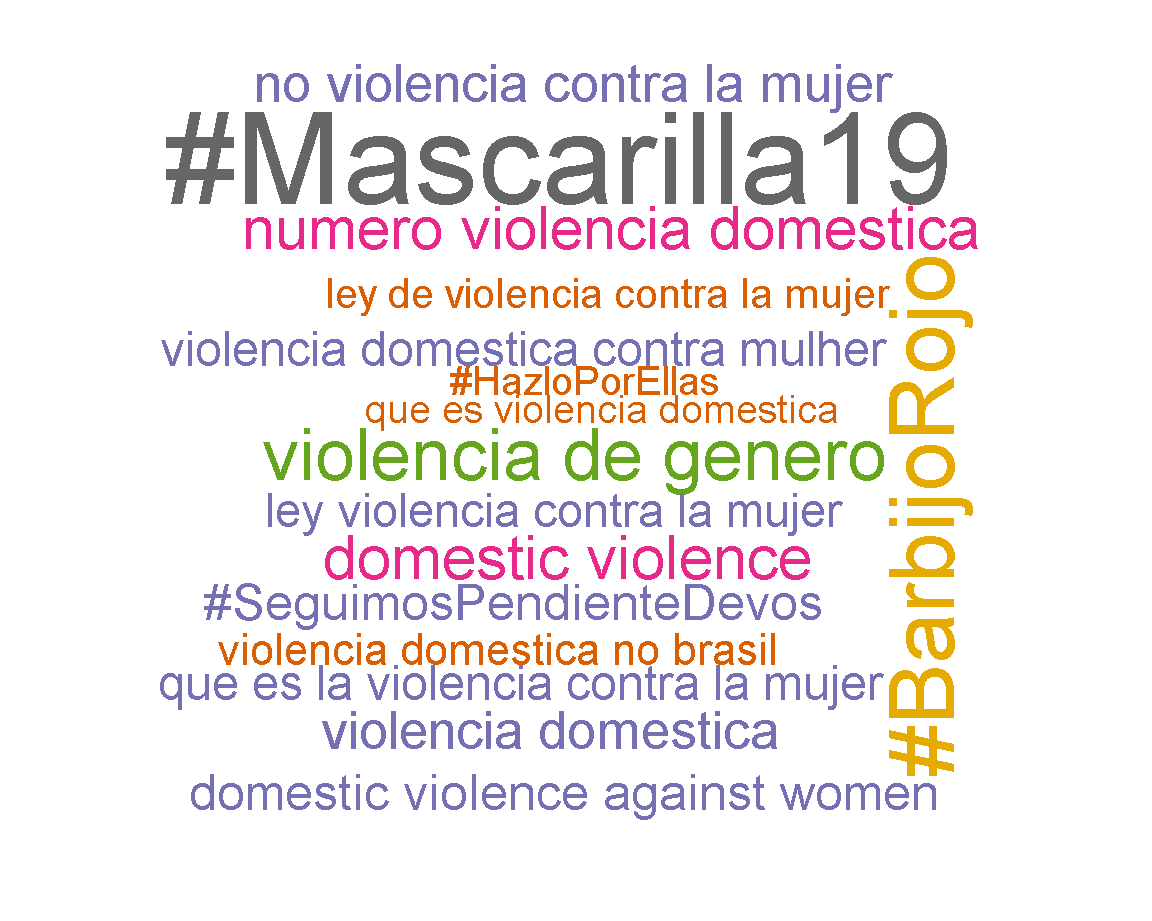 no violencia contra la mujer
#Mascarilla19
numero violencia domestica
ley de violencia contra la mujer
violencia domestica contra mulher
#HazloPorEllas
que es violencia domestica
violencia de genero
ley violencia contra la mujer
domestic violence
#SeguimosPendienteDevos
violencia domestica no brasil
que es la violencia contra la mujer
violencia domestica
domestic violence against women
#BarbijoRojo